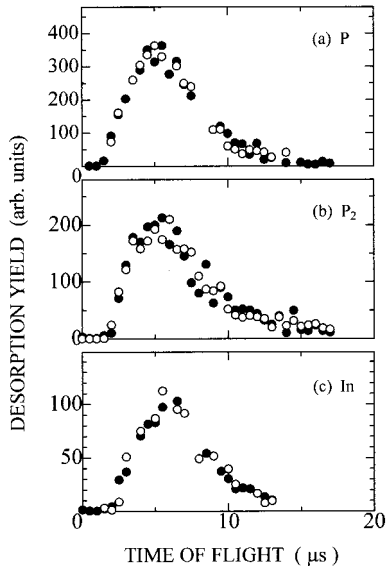 DESORPTION YIELD (arb. units)
400
300
200
100
0
(a) P
200
100
0
(b) P2
100
50
0
(c) In
0 10 20
TIME OF FLIGHT ( μs )